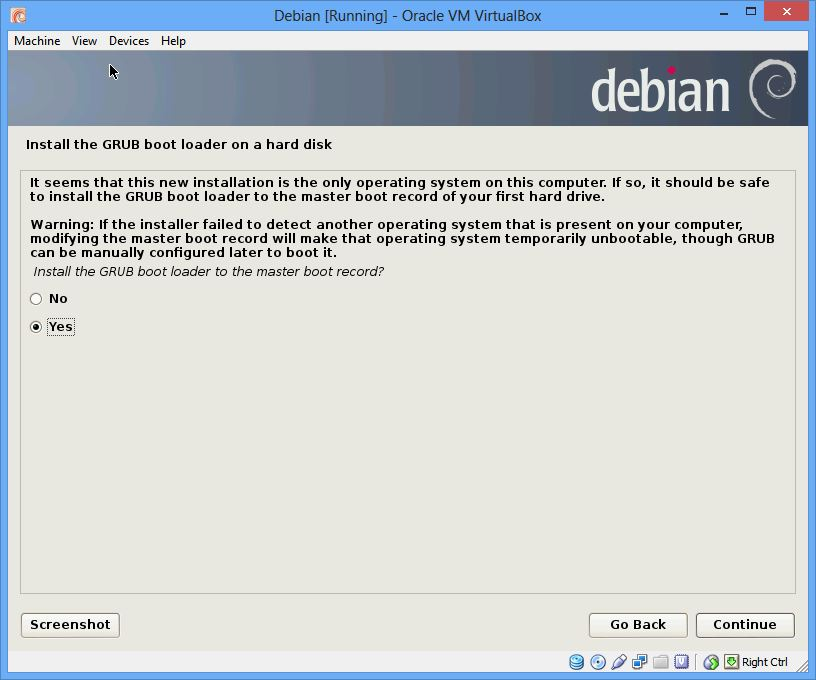 Debian [Running] - Oracle VM VirtualBox
Machine View Devices Help
debian
Install the GRUB boot loader on a hard disk
It seems that this new installation is the only operating system on this computer. If so, it should be safe
to install the GRUB boot loader to the master boot record of your first hard drive.
Warning: If the installer failed to detect another operating system that is present on your computer,
modifying the master boot record will make that operating system temporarily unbootable, though GRUB
can be manually configured later to boot it.
Install the GRUB boot loader to the master boot record?
No
Yes
Screenshot Go Back Continue
Right Ctrl